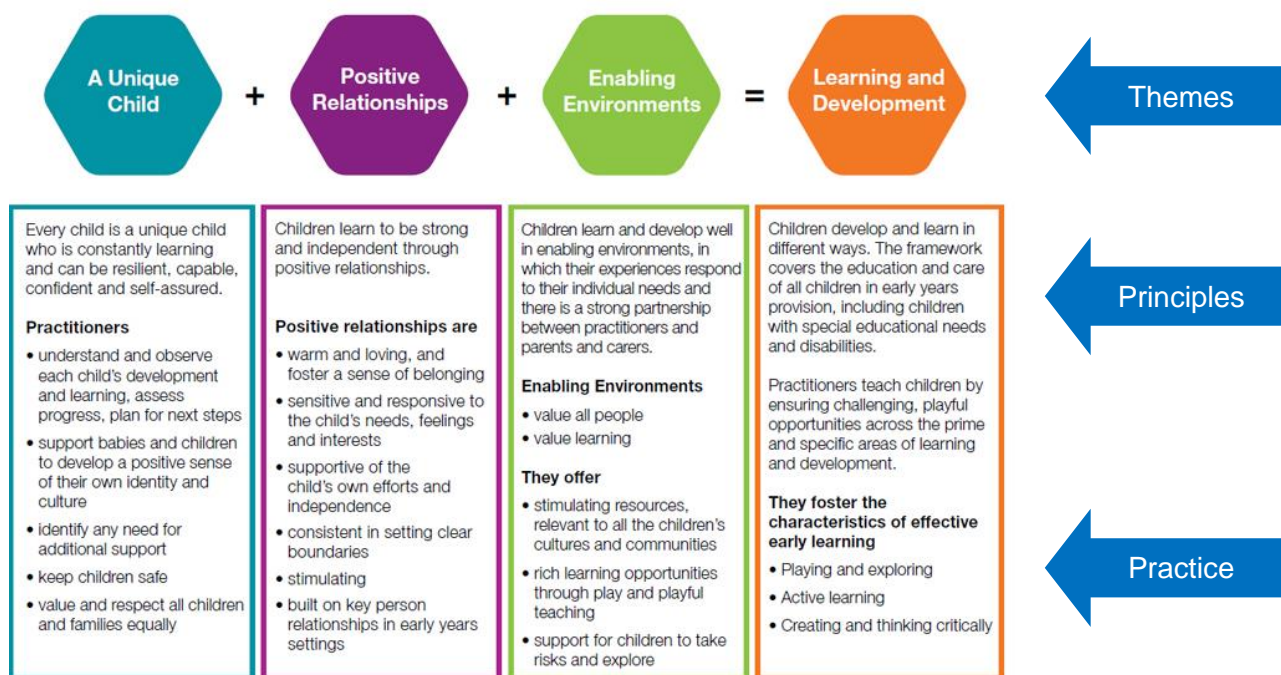 A Unique
Child
+
Positive
Relationships
+
Enabling
Environments
=
Learning and
Development
Themes
Every child is a unique child
who is constantly learning
and can be resilient, capable,
confident and self-assured.
Practitioners
• understand and observe
each child's development
and learning, assess
progress, plan for next steps
• support babies and children
to develop a positive sense
of their own identity and
culture
• identify any need for
additional support
• keep children safe
• value and respect all children
and families equally
Children learn to be strong
and independent through
positive relationships.
Positive relationships are
• warm and loving, and
foster a sense of belonging
• sensitive and responsive to
the child's needs, feelings
and interests
• supportive of the
child's own efforts and
independence
• consistent in setting clear
boundaries
• stimulating
• built on key person
relationships in early years
settings
Children learn and develop well
in enabling environments, in
which their experiences respond
to their individual needs and
there is a strong partnership
between practitioners and
parents and carers.
Enabling Environments
• value all people
• value learning
They offer
• stimulating resources,
relevant to all the children's
cultures and communities
• rich learning opportunities
through play and playful
teaching
• support for children to take
risks and explore
Children develop and learn in
different ways. The framework
covers the education and care
of all children in early years
provision, including children
with special educational needs
and disabilities.
Practitioners teach children by
ensuring challenging, playful
opportunities across the prime
and specific areas of learning
and development.
They foster the
characteristics of effective
early learning
• Playing and exploring
• Active learning
• Creating and thinking critically
Principles
Practice